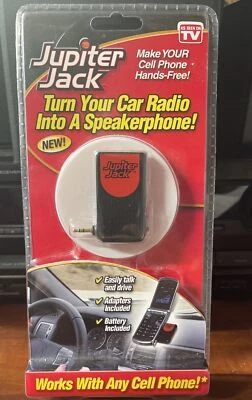 AS SEEN ON
TV
Jupiter
Jack
Make YOUR
Cell Phone
Hands-Free!
Turn Your Car Radio
Into A Speakerphone!
NEW!
Jupiter
Jack
✓ Easily talk
and drive
✓ Adapters
Included
✓ Battery
Included
Works With Any Cell Phone!*